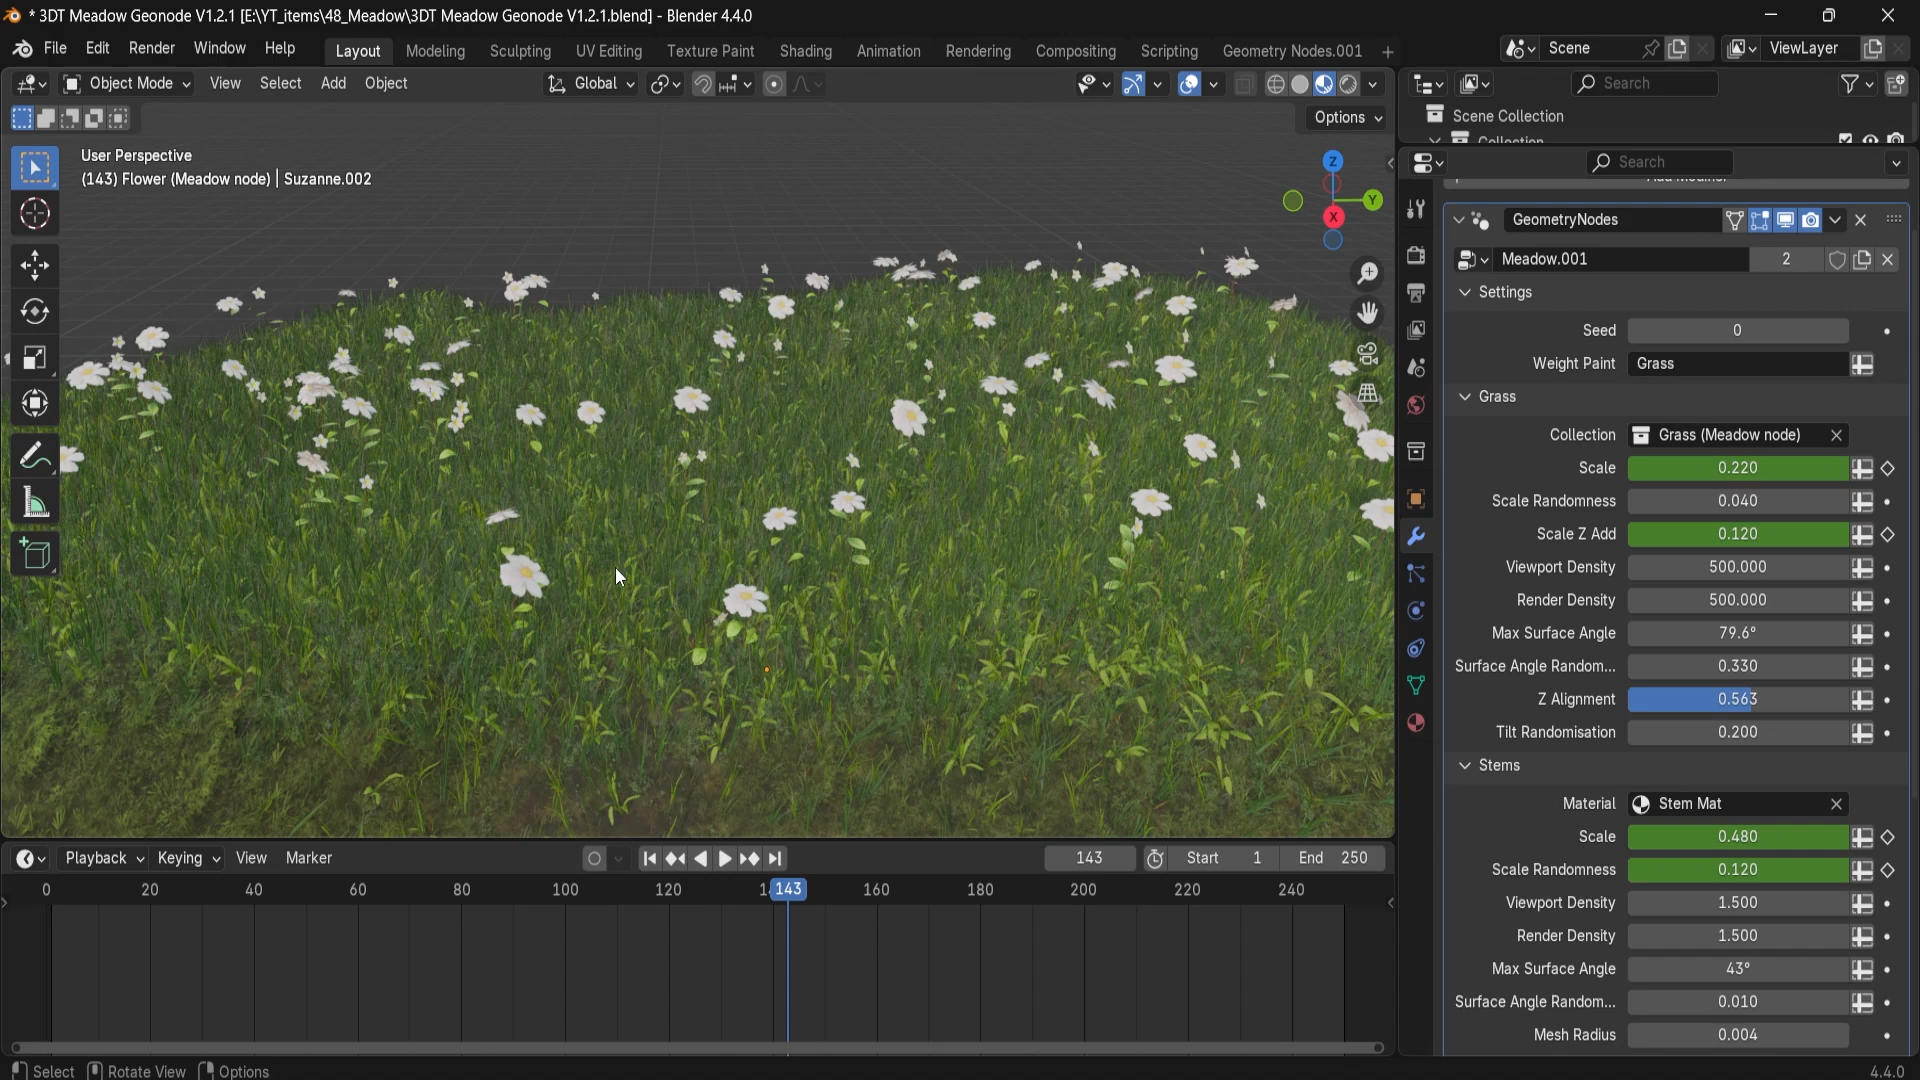 * 3DT Meadow Geonode V1.2.1 [E:\YT_items\48_Meadow\3DT Meadow Geonode V1.2.1.blend] - Blender 4.4.0
File Edit Render Window Help Layout Modeling Sculpting UV Editing Texture Paint Shading Animation Rendering Compositing Scripting Geometry Nodes.001 + Scene ViewLayer
Object Mode View Select Add Object Global Search
Options
Scene Collection
Collection
User Perspective
(143) Flower (Meadow node) | Suzanne.002
Z
Y
X
Search
Add Modifier
GeometryNodes
Meadow.001 2
Settings
Seed 0
Weight Paint Grass
Grass
Collection Grass (Meadow node)
Scale 0.220
Scale Randomness 0.040
Scale Z Add 0.120
Viewport Density 500.000
Render Density 500.000
Max Surface Angle 79.6°
Surface Angle Random... 0.330
Z Alignment 0.563
Tilt Randomisation 0.200
Stems
Material Stem Mat
Scale 0.480
Scale Randomness 0.120
Viewport Density 1.500
Render Density 1.500
Max Surface Angle 43°
Surface Angle Random... 0.010
Mesh Radius 0.004
Playback Keying View Marker 143 Start 1 End 250
0 20 40 60 80 100 120 143 160 180 200 220 240
Select Rotate View Options 4.4.0